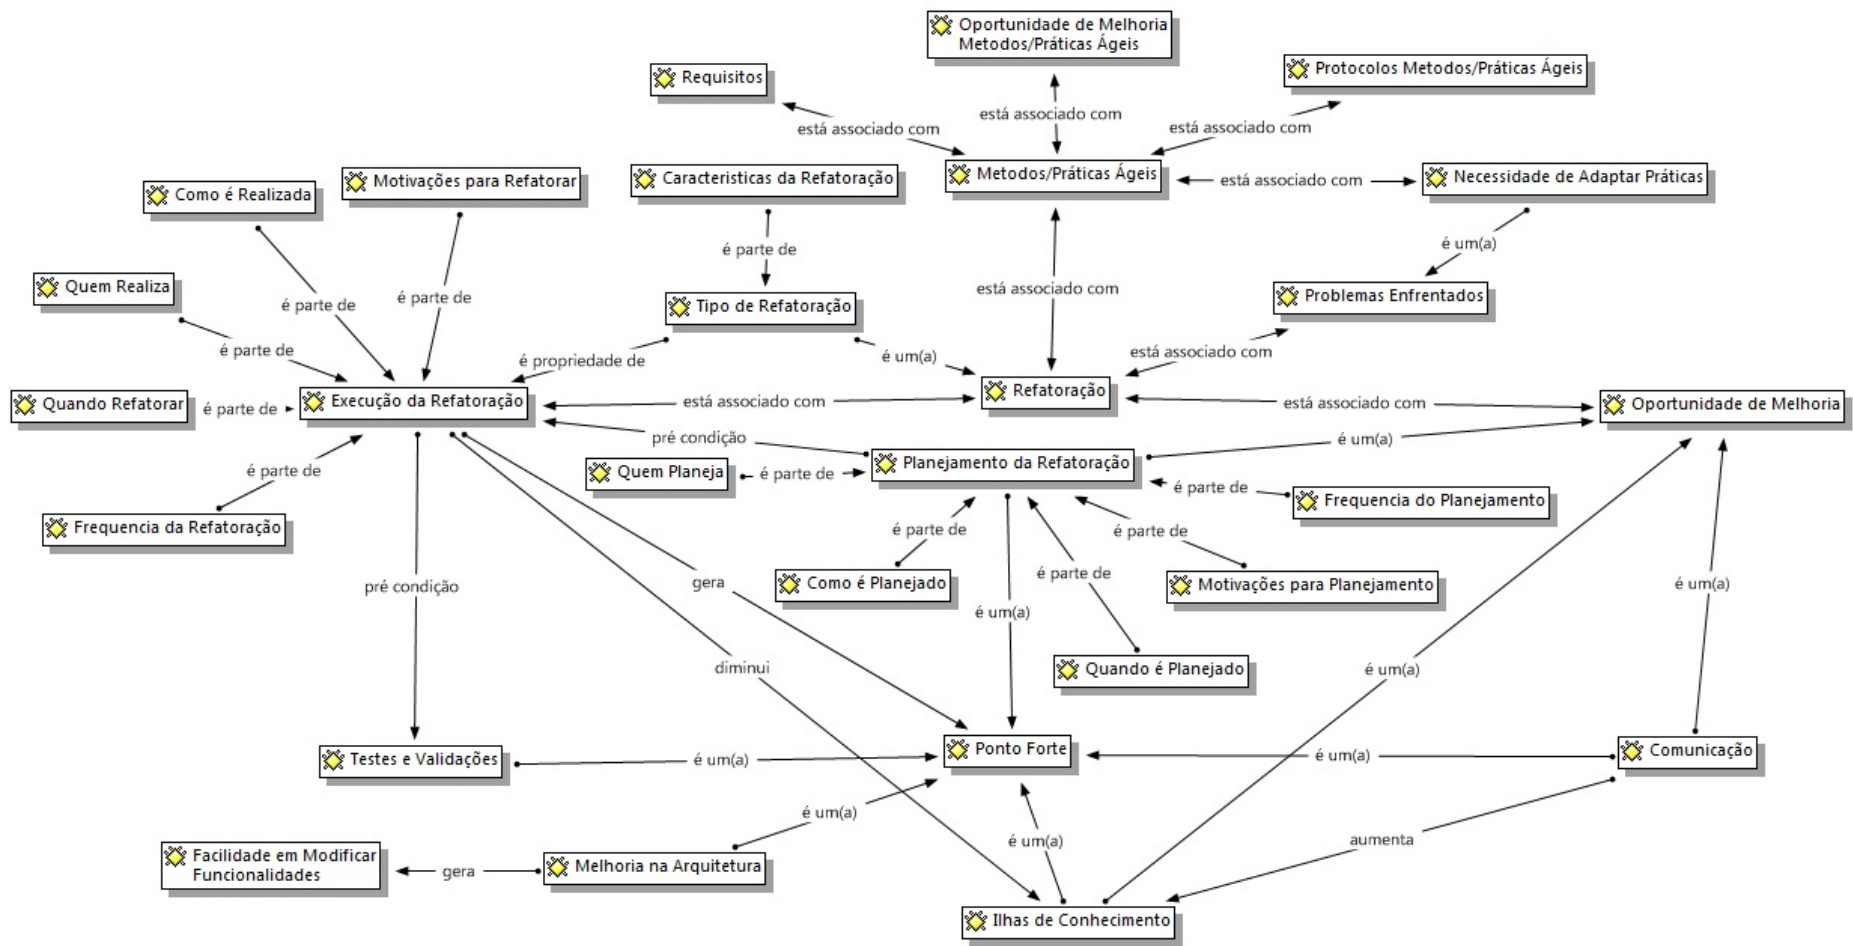 Oportunidade de Melhoria
Metodos/Práticas Ágeis
Requisitos
Protocolos Metodos/Práticas Ágeis
está associado com
está associado com
está associado com
Metodos/Práticas Ágeis
está associado com
Necessidade de Adaptar Práticas
Como é Realizada
Motivações para Refatorar
Caracteristicas da Refatoração
é parte de
é um(a)
Quem Realiza
é parte de
é parte de
Tipo de Refatoração
está associado com
Problemas Enfrentados
é parte de
é propriedade de
é um(a)
está associado com
Quando Refatorar
é parte de
Execução da Refatoração
está associado com
Refatoração
está associado com
Oportunidade de Melhoria
pré condição
é um(a)
é parte de
Quem Planeja
é parte de
Planejamento da Refatoração
é parte de
Frequencia do Planejamento
Frequencia da Refatoração
é parte de
é parte de
pré condição
gera
Como é Planejado
é parte de
Motivações para Planejamento
é um(a)
é um(a)
diminui
Quando é Planejado
é um(a)
Testes e Validações
é um(a)
Ponto Forte
é um(a)
Comunicação
é um(a)
é um(a)
aumenta
Facilidade em Modificar
Funcionalidades
gera
Melhoria na Arquitetura
Ilhas de Conhecimento